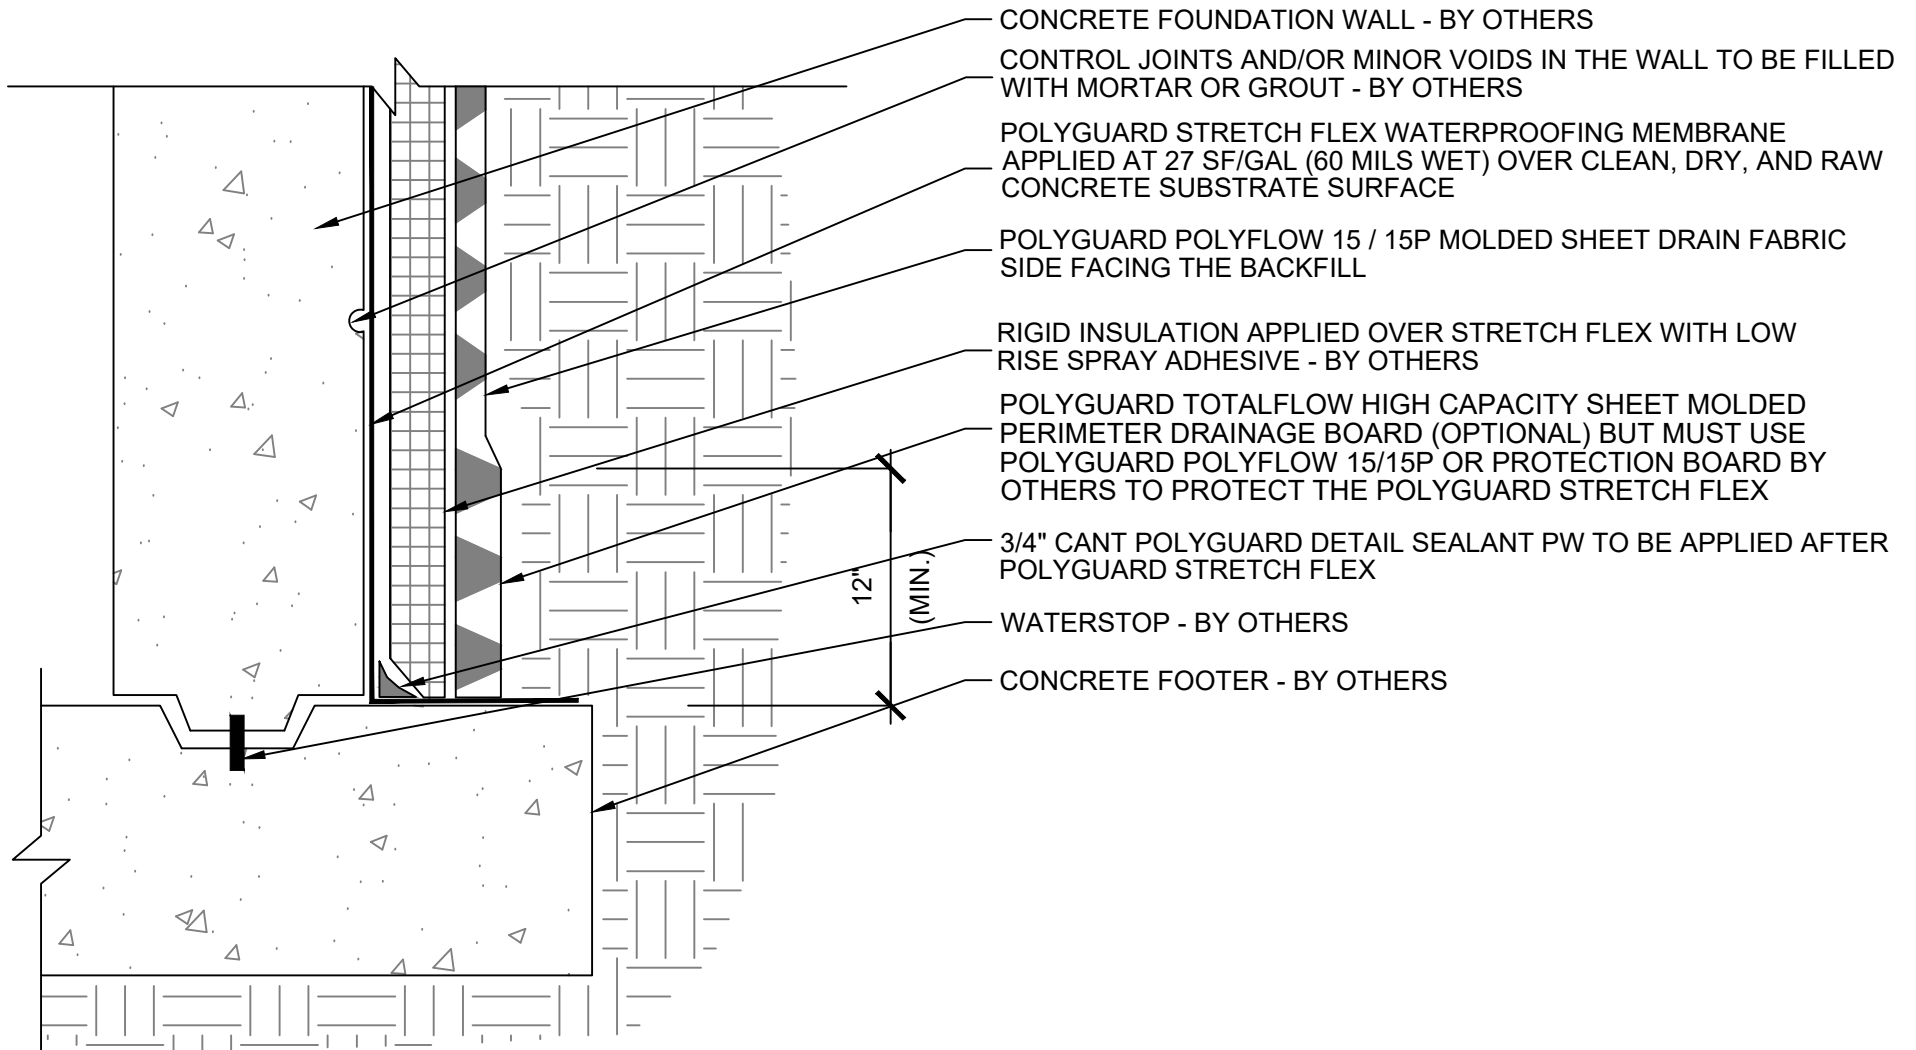 CONCRETE FOUNDATION WALL - BY OTHERS
CONTROL JOINTS AND/OR MINOR VOIDS IN THE WALL TO BE FILLED
WITH MORTAR OR GROUT - BY OTHERS
POLYGUARD STRETCH FLEX WATERPROOFING MEMBRANE
APPLIED AT 27 SF/GAL (60 MILS WET) OVER CLEAN, DRY, AND RAW
CONCRETE SUBSTRATE SURFACE
POLYGUARD POLYFLOW 15 / 15P MOLDED SHEET DRAIN FABRIC
SIDE FACING THE BACKFILL
RIGID INSULATION APPLIED OVER STRETCH FLEX WITH LOW
RISE SPRAY ADHESIVE - BY OTHERS
POLYGUARD TOTALFLOW HIGH CAPACITY SHEET MOLDED
PERIMETER DRAINAGE BOARD (OPTIONAL) BUT MUST USE
POLYGUARD POLYFLOW 15/15P OR PROTECTION BOARD BY
OTHERS TO PROTECT THE POLYGUARD STRETCH FLEX
3/4" CANT POLYGUARD DETAIL SEALANT PW TO BE APPLIED AFTER
POLYGUARD STRETCH FLEX
WATERSTOP - BY OTHERS
CONCRETE FOOTER - BY OTHERS
12"
(MIN.)